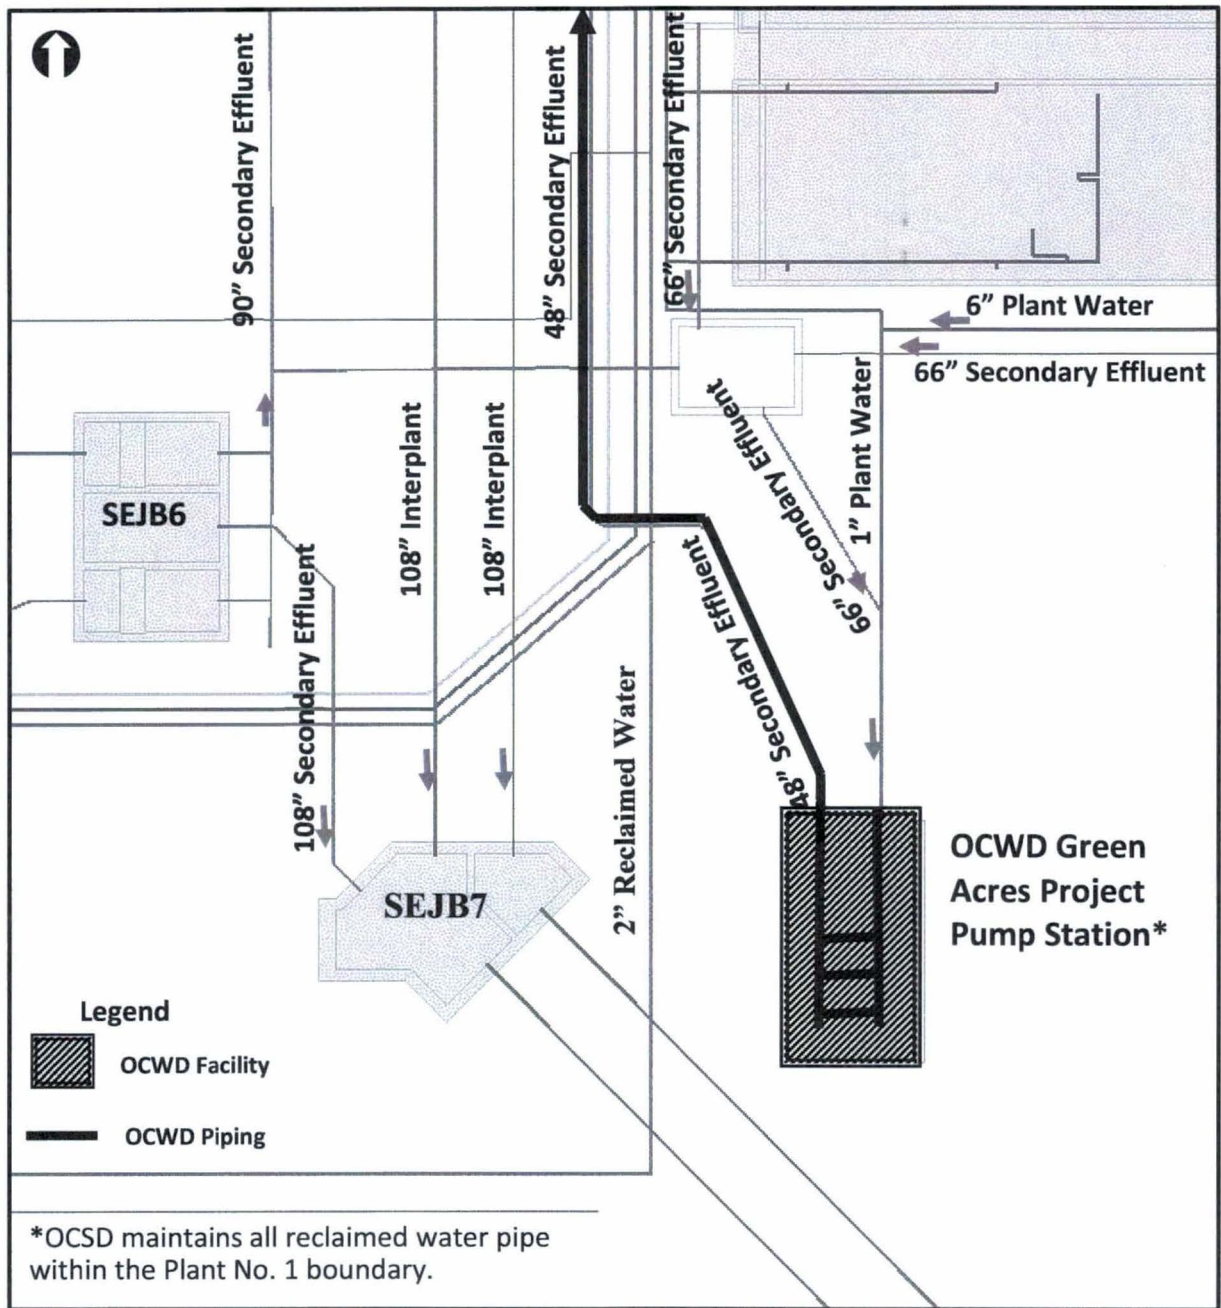 90” Secondary Effluent
48” Secondary Effluent
66” Secondary Effluent
6” Plant Water
66” Secondary Effluent
66” Secondary Effluent
1” Plant Water
108” Interplant
108” Interplant
SEJB6
108” Secondary Effluent
48” Secondary Effluent
2” Reclaimed Water
SEJB7
OCWD Green
Acres Project
Pump Station*
Legend
OCWD Facility
OCWD Piping
*OCSD maintains all reclaimed water pipe
within the Plant No. 1 boundary.